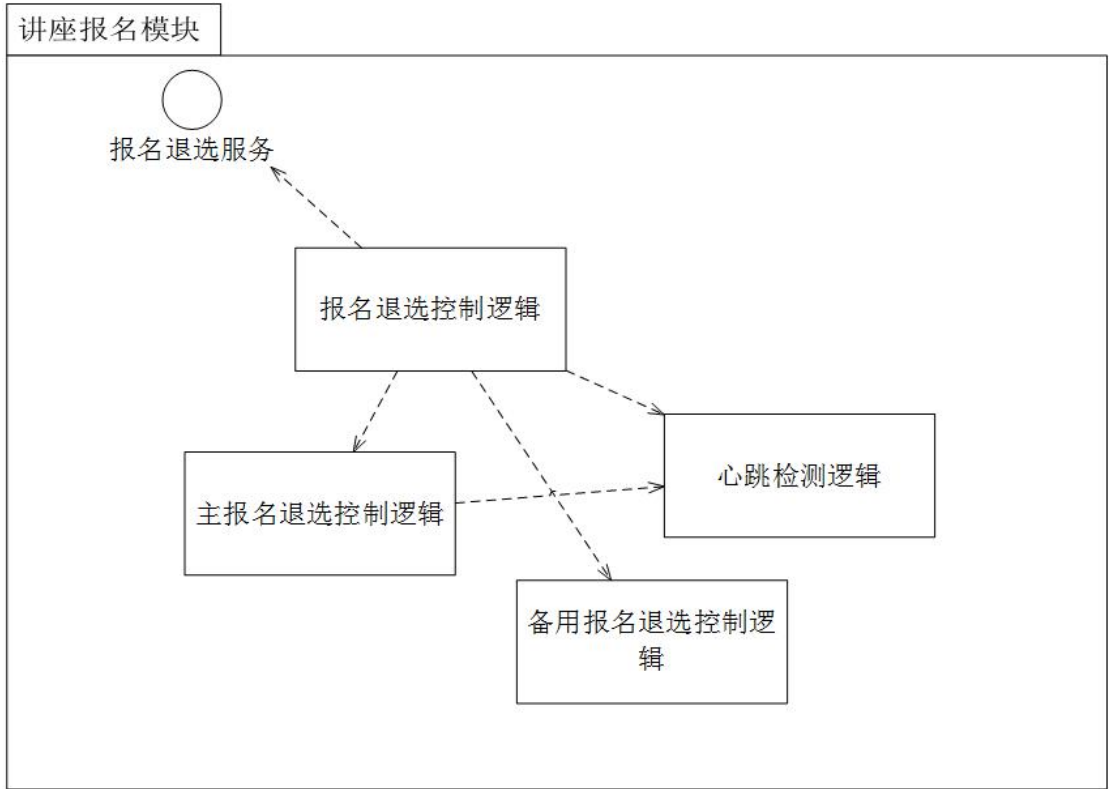 讲座报名模块
报名退选服务
报名退选控制逻辑
心跳检测逻辑
主报名退选控制逻辑
备用报名退选控制逻
辑